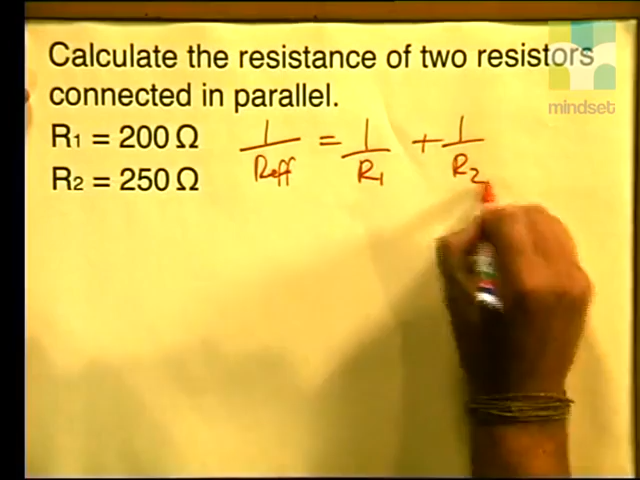 Calculate the resistance of two resistors
connected in parallel.
R1 = 200 Ω
R2 = 250 Ω
1/Reff = 1/R1 + 1/R2
mindset